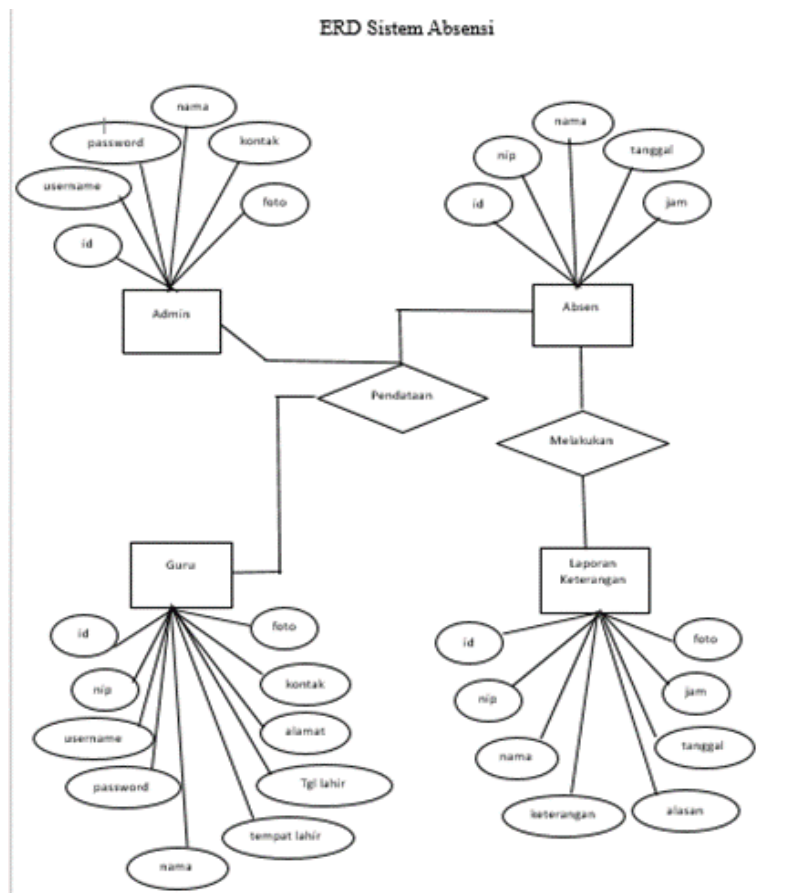 ERD Sistem Absensi
nama
password
kontak
username
foto
id
Admin
nama
nip
tanggal
id
jam
Absen
Pendataan
Melakukan
Guru
id
foto
nip
kontak
username
alamat
password
Tgl lahir
tempat lahir
nama
Laporan
Keterangan
id
foto
nip
jam
nama
tanggal
keterangan
alasan